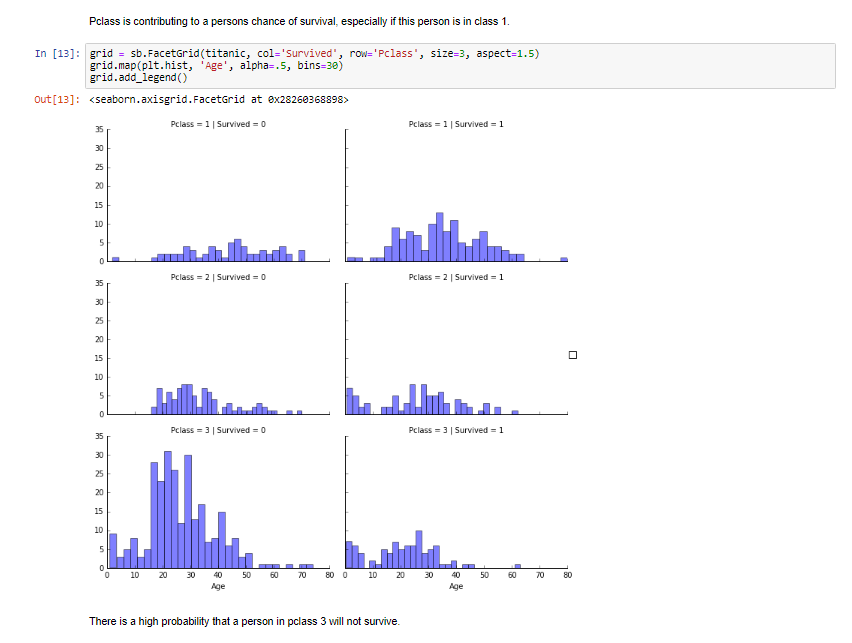 Pclass is contributing to a persons chance of survival, especially if this person is in class 1.
In [13]: grid = sb.FacetGrid(titanic, col='Survived', row='Pclass', size=3, aspect=1.5)
grid.map(plt.hist, 'Age', alpha=.5, bins=30)
grid.add_legend()
Out[13]: <seaborn.axisgrid.FacetGrid at 0x28260368898>
Pclass = 1 | Survived = 0
Pclass = 1 | Survived = 1
35
30
25
20
15
10
5
0
Pclass = 2 | Survived = 0
Pclass = 2 | Survived = 1
35
30
25
20
15
10
5
0
Pclass = 3 | Survived = 0
Pclass = 3 | Survived = 1
35
30
25
20
15
10
5
0
0 10 20 30 40 50 60 70 80
0 10 20 30 40 50 60 70 80
Age
Age
There is a high probability that a person in pclass 3 will not survive.